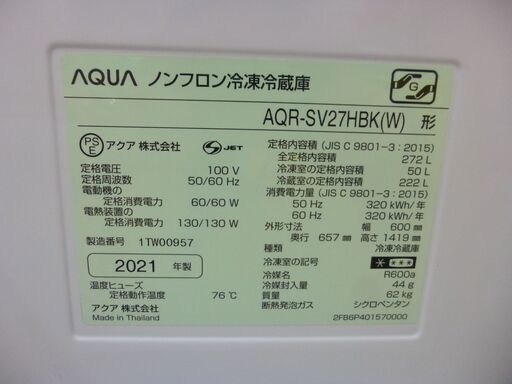 AQUA ノンフロン冷凍冷蔵庫
G
AQR-SV27HBK(W) 形
PS
E
アクア 株式会社
S JET
定格電圧 100 V
定格周波数 50/60 Hz
電動機の
定格消費電力 60/60 W
電熱装置の
定格消費電力 130/130 W
製造番号 1TW00957
2021 年製
温度ヒューズ
定格動作温度 76℃
アクア 株式会社
Made in Thailand
定格内容積 (JIS C 9801-3 : 2015)
全定格内容積 272 L
冷凍室の定格内容積 50 L
冷蔵室の定格内容積 222 L
消費電力量 (JIS C 9801-3 : 2015)
50 Hz 320 kWh/年
60 Hz 320 kWh/年
外形寸法 幅 600 mm
奥行 657 mm 高さ 1419 mm
種類 冷凍冷蔵庫
冷凍室の記号 * ***
冷媒名 R600a
冷媒封入量 44 g
質量 62 kg
断熱発泡ガス シクロペンタン
2FB6P401570000